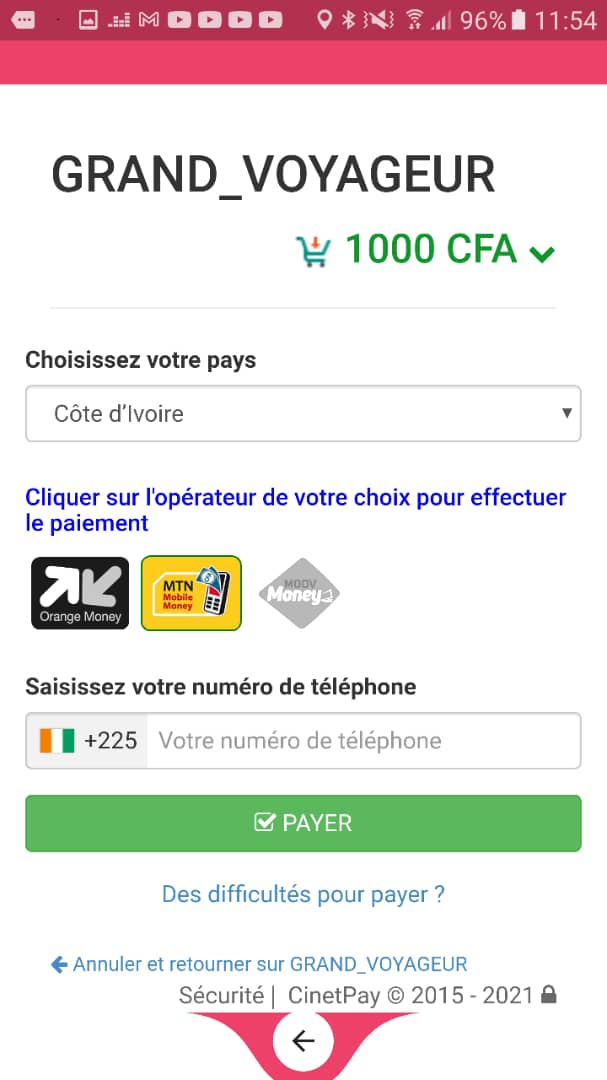 96% 11:54
GRAND_VOYAGEUR
1000 CFA
Choisissez votre pays
Côte d’Ivoire
Cliquer sur l'opérateur de votre choix pour effectuer
le paiement
Orange Money
MTN
Mobile
Money
MOOV
Money
Saisissez votre numéro de téléphone
+225 Votre numéro de téléphone
PAYER
Des difficultés pour payer ?
Annuler et retourner sur GRAND_VOYAGEUR
Sécurité | CinetPay © 2015 - 2021